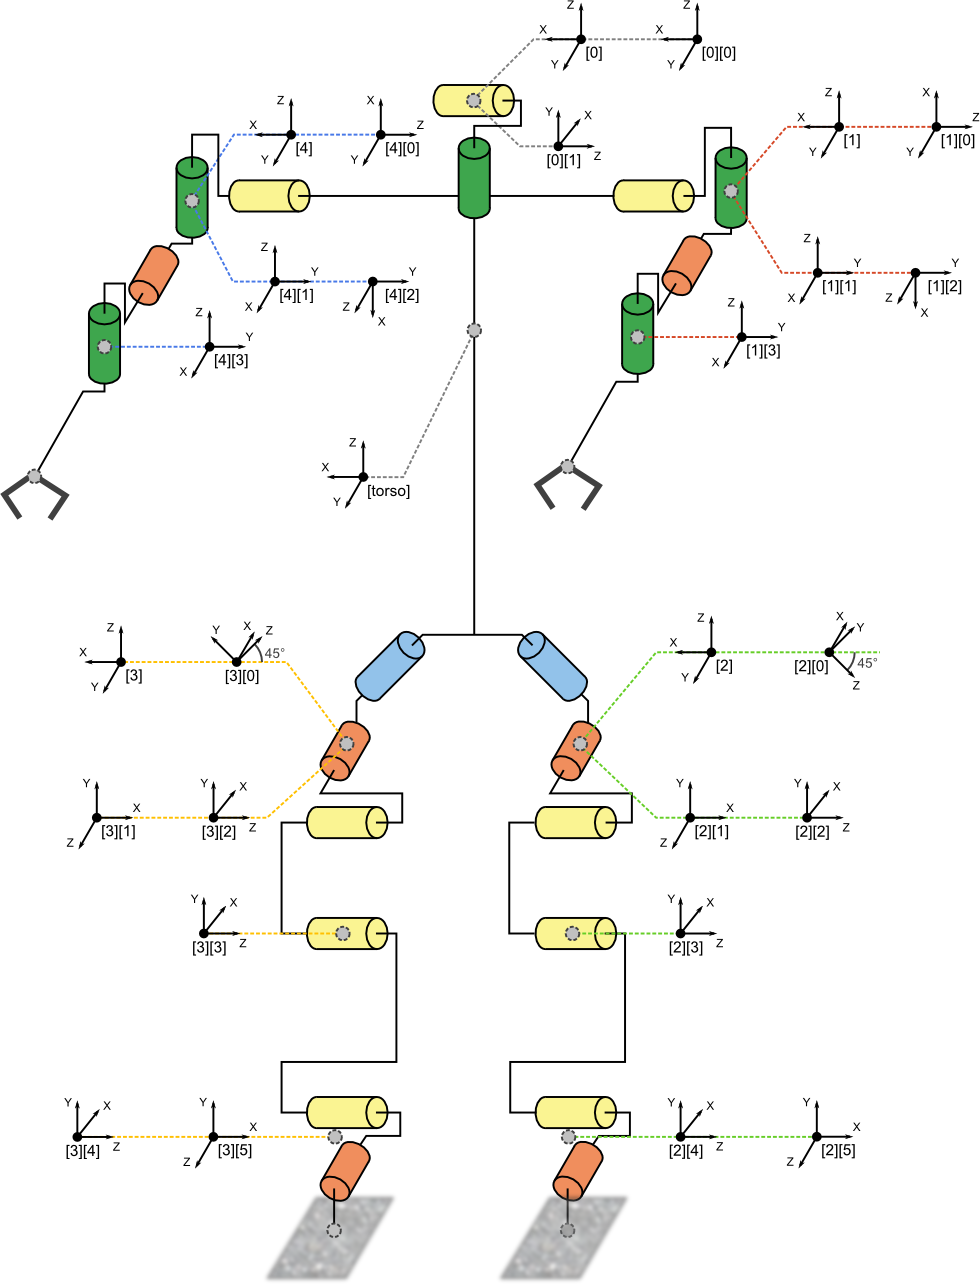 Z Z
X X
Y [0] Y [0][0]
Z X Z X
X [4] Y [4][0] Z Y X
Y [0][1] Z X [1] Y [1][0] Z
Y
Z Y Y Z Y Y
X [4][1] Z [4][2] X [1][1] Z [1][2]
X X
Z Z
Y Y
X [4][3] X [1][3]
Z
X
Y [torso]
Z Y X Z Z X Y
X [3] 45° X [2] [2][0] 45°
Y [3][0] Y Z
Y X Y X Y X Y X
Z [3][1] [3][2] Z Z [2][1] [2][2] Z
Y X Y X
[3][3] Z [2][3] Z
Y X Y X Y X Y X
[3][4] Z Z [3][5] [2][4] Z Z [2][5]